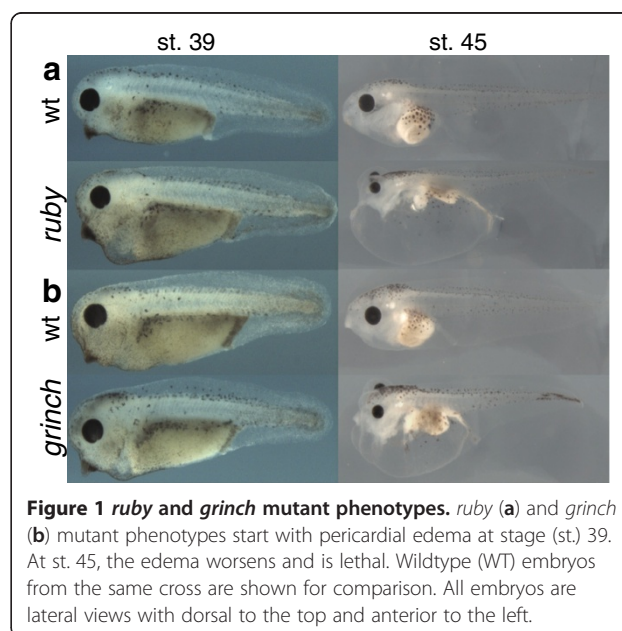 st. 39 st. 45
a
wt
ruby
b
wt
grinch
Figure 1 ruby and grinch mutant phenotypes. ruby (a) and grinch
(b) mutant phenotypes start with pericardial edema at stage (st.) 39.
At st. 45, the edema worsens and is lethal. Wildtype (WT) embryos
from the same cross are shown for comparison. All embryos are
lateral views with dorsal to the top and anterior to the left.